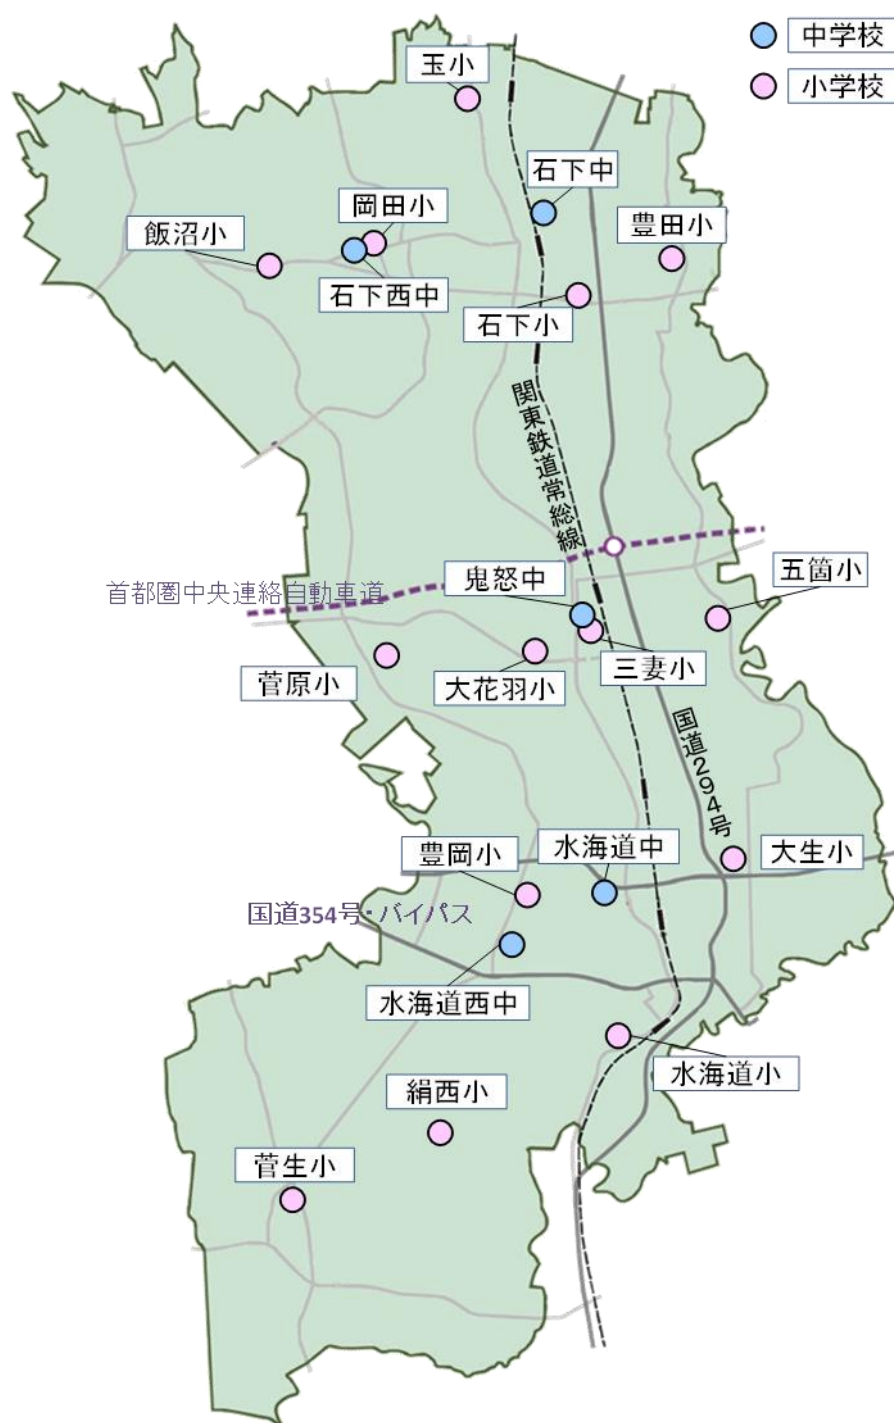 中学校
小学校
玉小
石下中
岡田小
豊田小
飯沼小
石下西中
石下小
関東鉄道常総線
首都圏中央連絡自動車道
鬼怒中
五箇小
菅原小
大花羽小
三妻小
国道294号
豊岡小
水海道中
大生小
国道354号・バイパス
水海道西中
水海道小
絹西小
菅生小